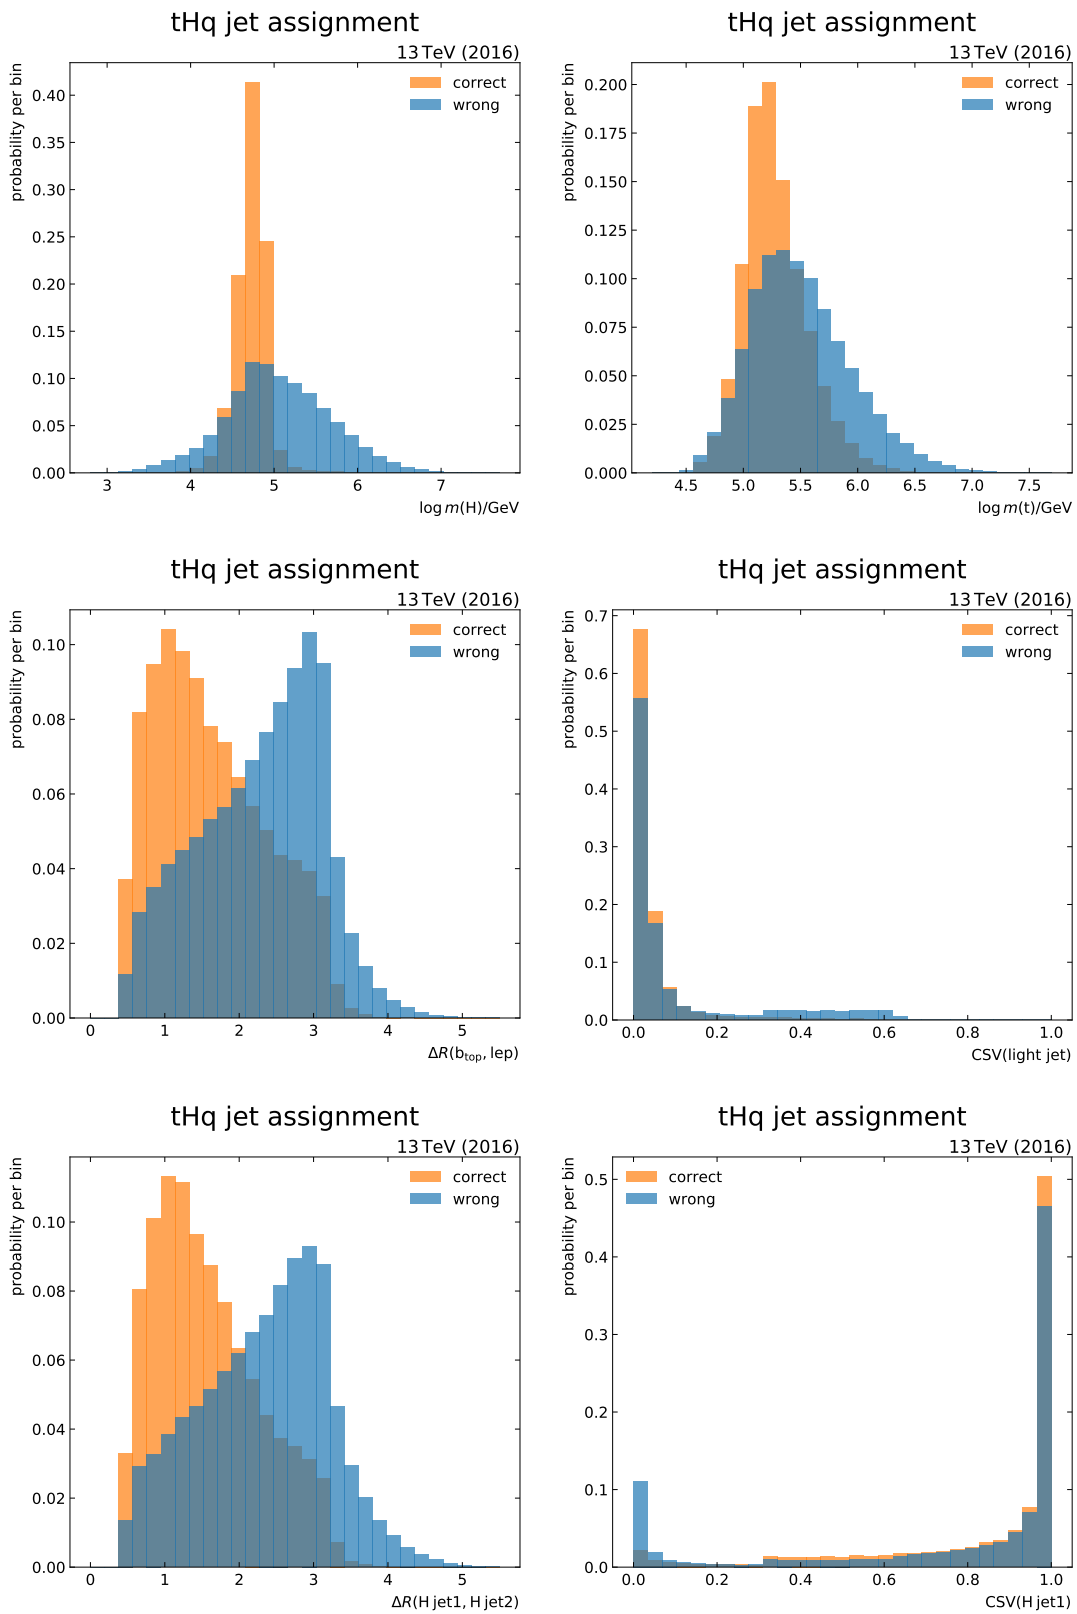 tHq jet assignment
13 TeV (2016)
probability per bin
correct
wrong
0.40
0.35
0.30
0.25
0.20
0.15
0.10
0.05
0.00
3 4 5 6 7
log m(H)/GeV
tHq jet assignment
13 TeV (2016)
probability per bin
correct
wrong
0.200
0.175
0.150
0.125
0.100
0.075
0.050
0.025
0.000
4.5 5.0 5.5 6.0 6.5 7.0 7.5
log m(t)/GeV
tHq jet assignment
13 TeV (2016)
probability per bin
correct
wrong
0.10
0.08
0.06
0.04
0.02
0.00
0 1 2 3 4 5
ΔR(b_top, lep)
tHq jet assignment
13 TeV (2016)
probability per bin
correct
wrong
0.7
0.6
0.5
0.4
0.3
0.2
0.1
0.0
0.0 0.2 0.4 0.6 0.8 1.0
CSV(light jet)
tHq jet assignment
13 TeV (2016)
probability per bin
correct
wrong
0.10
0.08
0.06
0.04
0.02
0.00
0 1 2 3 4 5
ΔR(H jet1, H jet2)
tHq jet assignment
13 TeV (2016)
probability per bin
correct
wrong
0.5
0.4
0.3
0.2
0.1
0.0
0.0 0.2 0.4 0.6 0.8 1.0
CSV(H jet1)